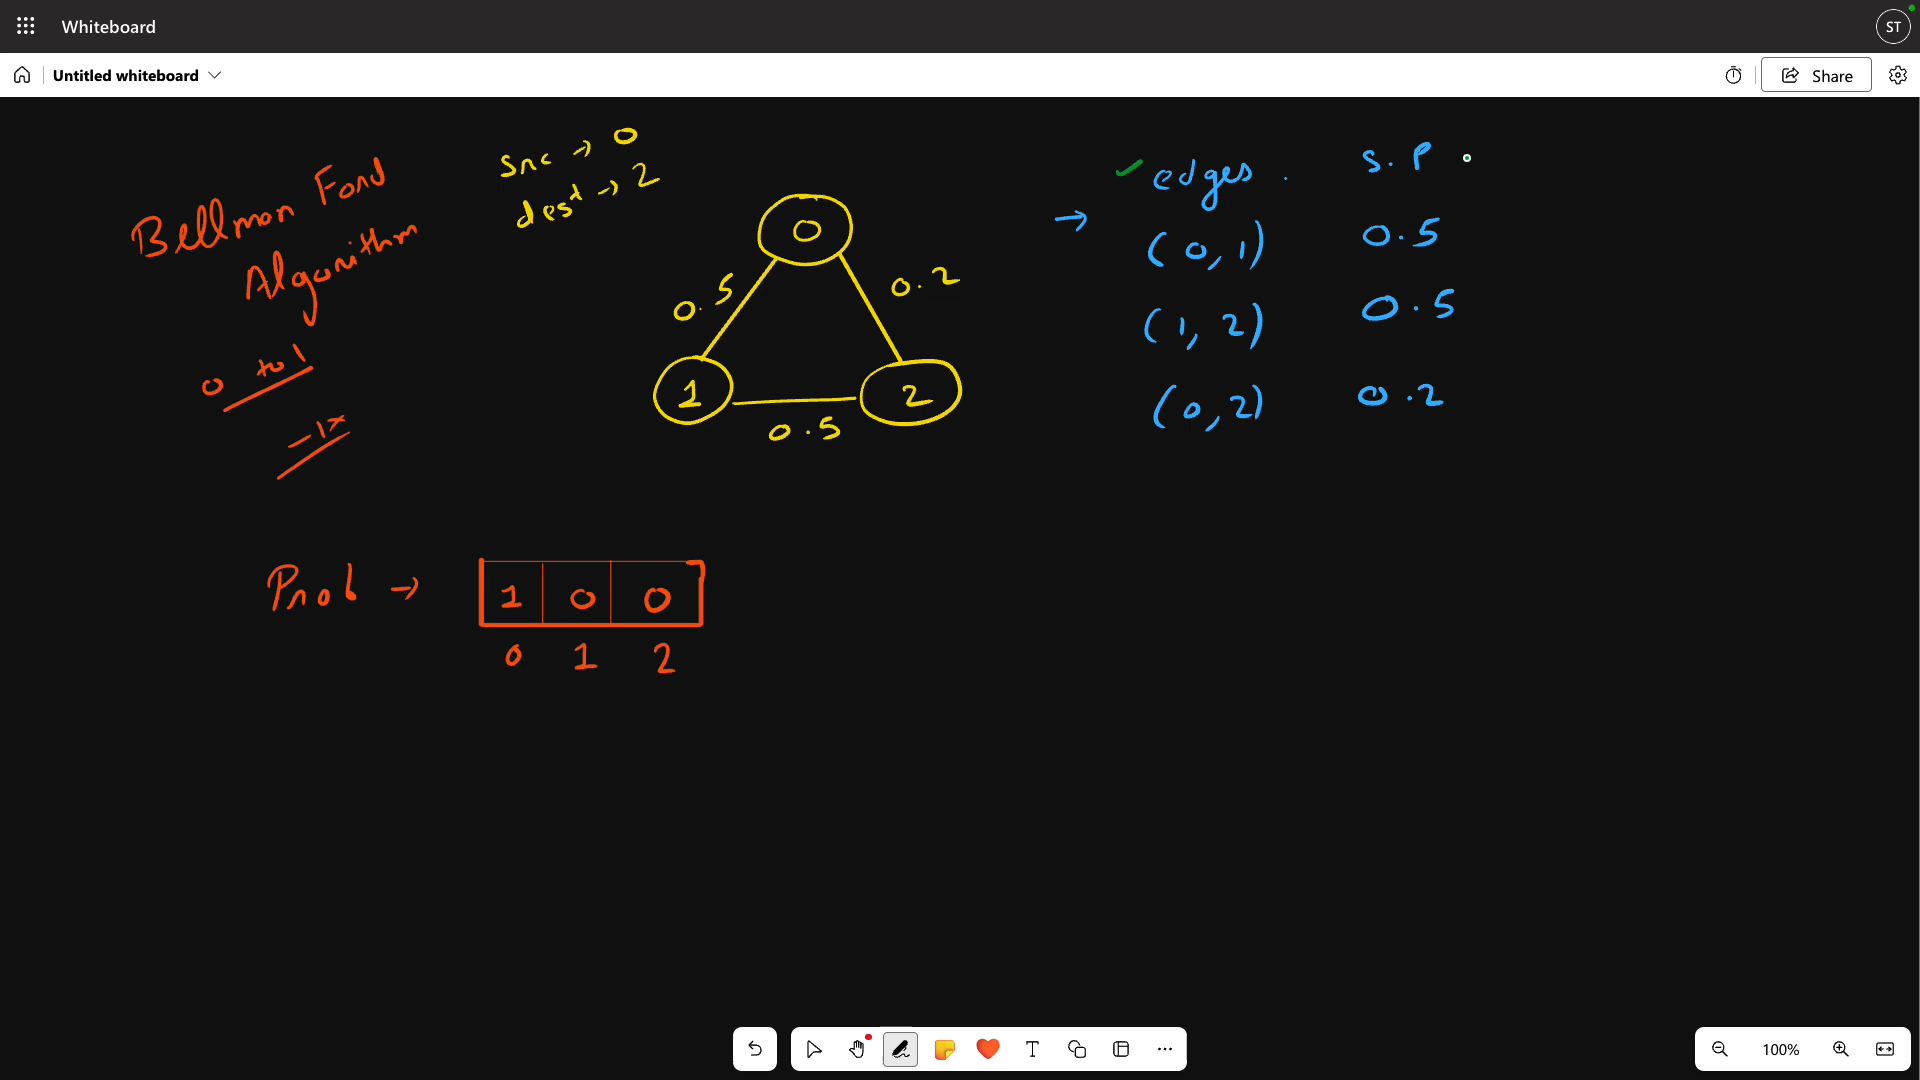 Whiteboard
ST
Untitled whiteboard
Share
Bellman Ford
Algorithm
0 to 1
src → 0
dest → 2
0
0.5
0.2
1
2
0.5
edges . S.P
→ (0,1) 0.5
(1,2) 0.5
(0,2) 0.2
Prob → 1 0 0
0 1 2
T
100%